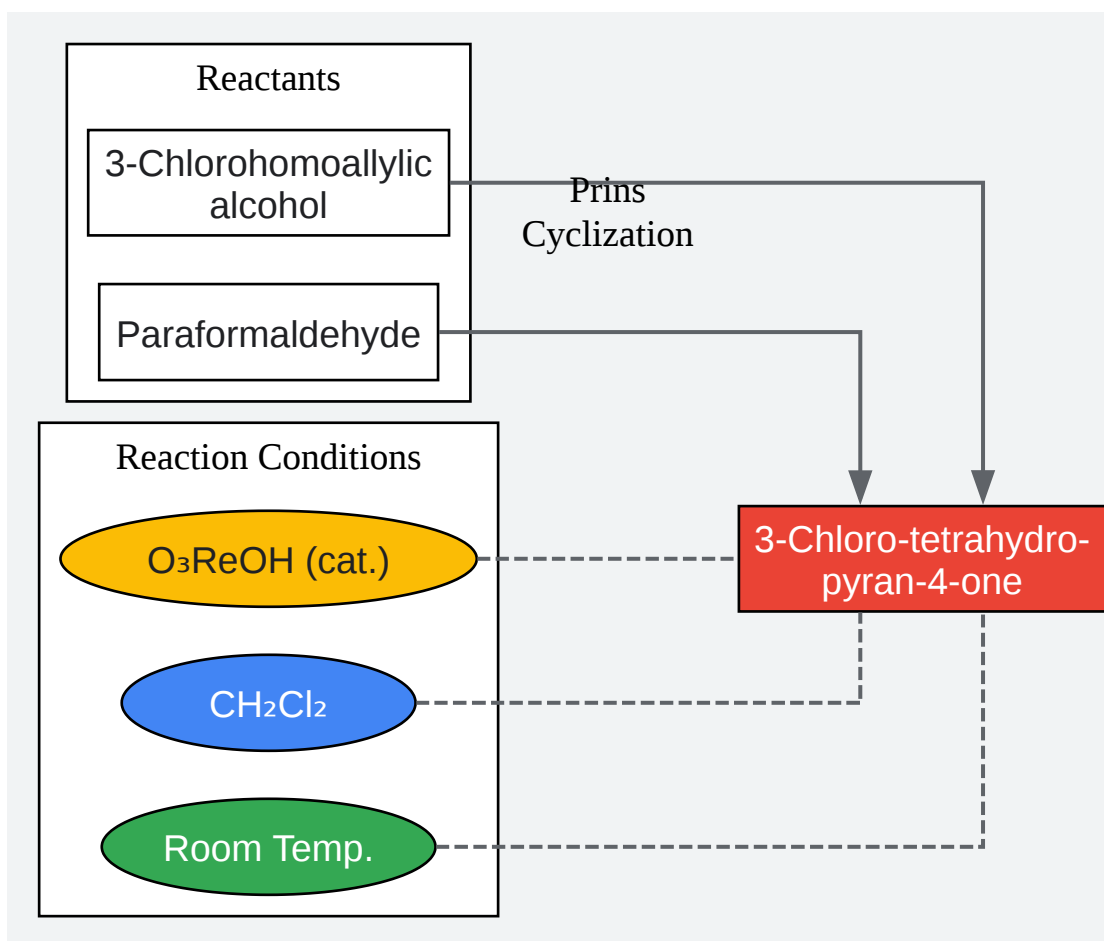 Reactants
3-Chlorohomoallylic
alcohol
Prins
Cyclization
Paraformaldehyde
Reaction Conditions
O₃ReOH (cat.)
3-Chloro-tetrahydro-
pyran-4-one
CH₂Cl₂
Room Temp.